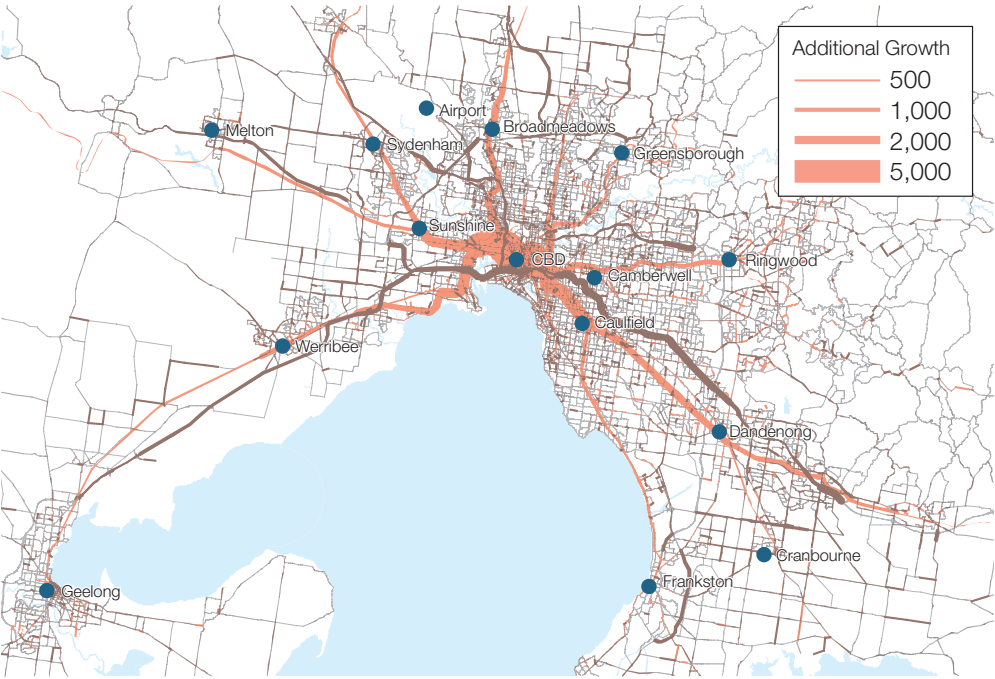 Additional Growth
500
1,000
2,000
5,000
Airport
Melton
Broadmeadows
Sydenham
Greensborough
Sunshine
CBD
Ringwood
Camberwell
Caulfield
Werribee
Dandenong
Cranbourne
Frankston
Geelong